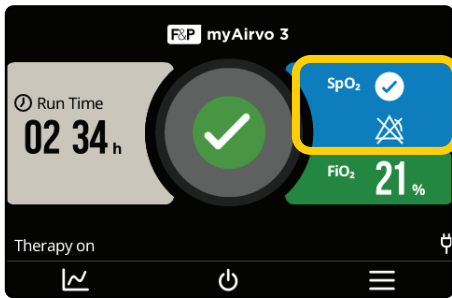 F&P myAirvo 3
Run Time
02 34 h
SpO₂
FiO₂
21 %
Therapy on